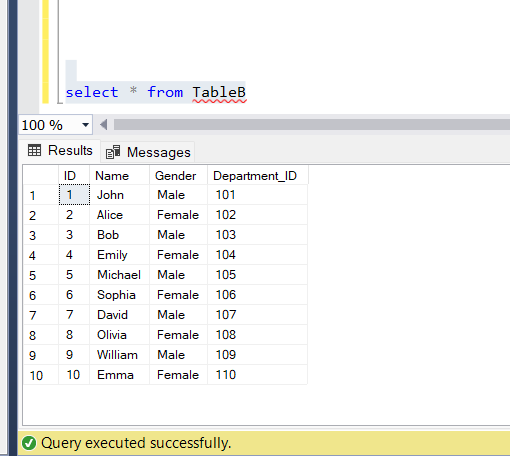 select * from TableB
100 %
Results Messages
ID Name Gender Department_ID
1 1 John Male 101
2 2 Alice Female 102
3 3 Bob Male 103
4 4 Emily Female 104
5 5 Michael Male 105
6 6 Sophia Female 106
7 7 David Male 107
8 8 Olivia Female 108
9 9 William Male 109
10 10 Emma Female 110
Query executed successfully.